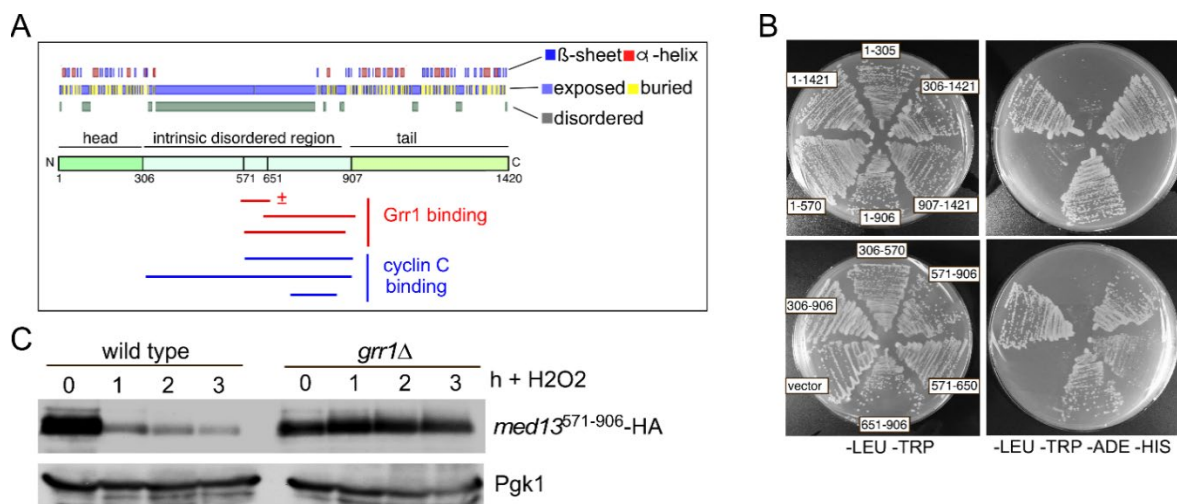 A
ß-sheet α-helix
exposed buried
disordered
head intrinsic disordered region tail
N C
1 306 571 651 907 1420
±
Grr1 binding
cyclin C
binding
B
1-305
1-1421 306-1421
1-570 907-1421
1-906
306-570
571-906
306-906
vector 571-650
651-906
-LEU -TRP -LEU -TRP -ADE -HIS
C
wild type grr1Δ
0 1 2 3 0 1 2 3 h + H2O2
med13571-906-HA
Pgk1